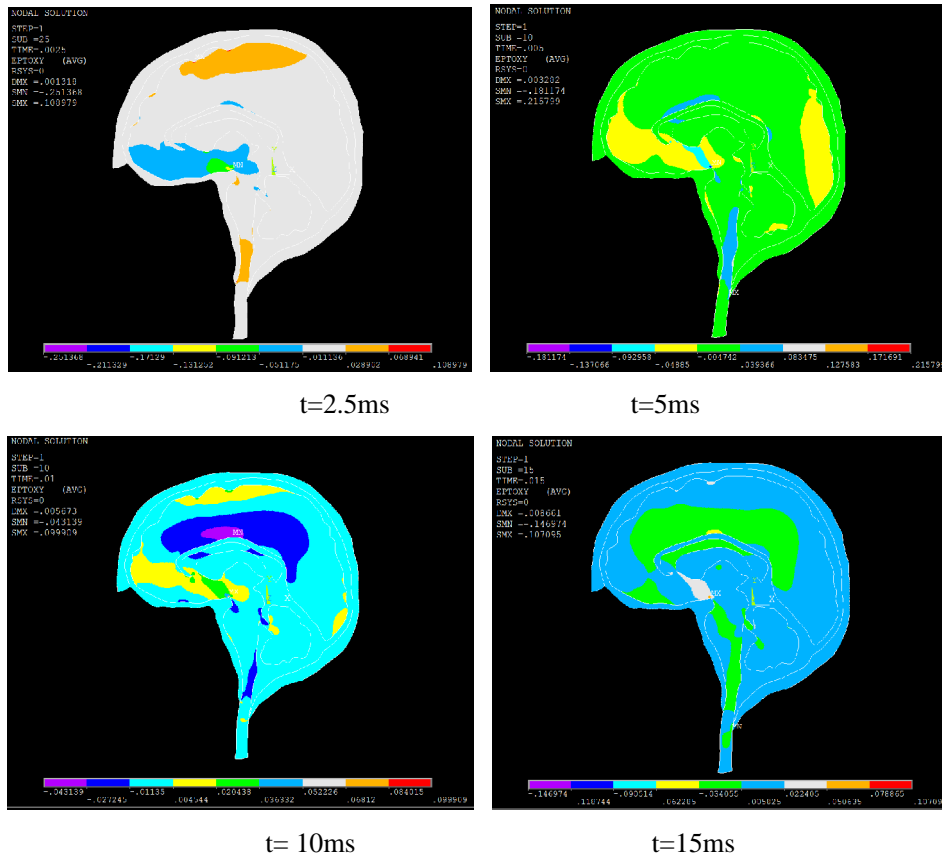 NODAL SOLUTION
STEP=1
SUB =25
TIME=.0025
EPTOXY (AVG)
RSYS=0
DMX =.001318
SMN =-.251368
SMX =.108979
MN
-.251368 -.17129 -.091213 -.011136 .068941
-.211329 -.131252 -.051175 .028902 .108979
t=2.5ms
NODAL SOLUTION
STEP=1
SUB =10
TIME=.005
EPTOXY (AVG)
RSYS=0
DMX =.003282
SMN =-.181174
SMX =.215799
X
MX
-.181174 -.092958 -.004742 .083475 .171691
-.137066 -.04885 .039366 .127583 .215799
t=5ms
NODAL SOLUTION
STEP=1
SUB =10
TIME=.01
EPTOXY (AVG)
RSYS=0
DMX =.005673
SMN =-.043139
SMX =.099909
MN
X
-.043139 -.01135 .020438 .052226 .084015
-.027245 .004544 .036332 .06812 .099909
t= 10ms
NODAL SOLUTION
STEP=1
SUB =15
TIME=.015
EPTOXY (AVG)
RSYS=0
DMX =.008661
SMN =-.146974
SMX =.107095
MX
X
MN
-.146974 -.090514 -.034055 .022405 .078865
.118744 .062285 .005825 .050635 .10709
t=15ms